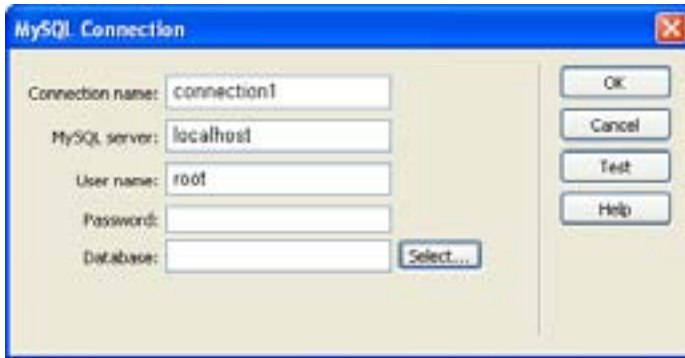 MySQL Connection
Connection name: connection1
MySQL server: localhost
User name: root
Password:
Database:
Select...
OK
Cancel
Test
Help